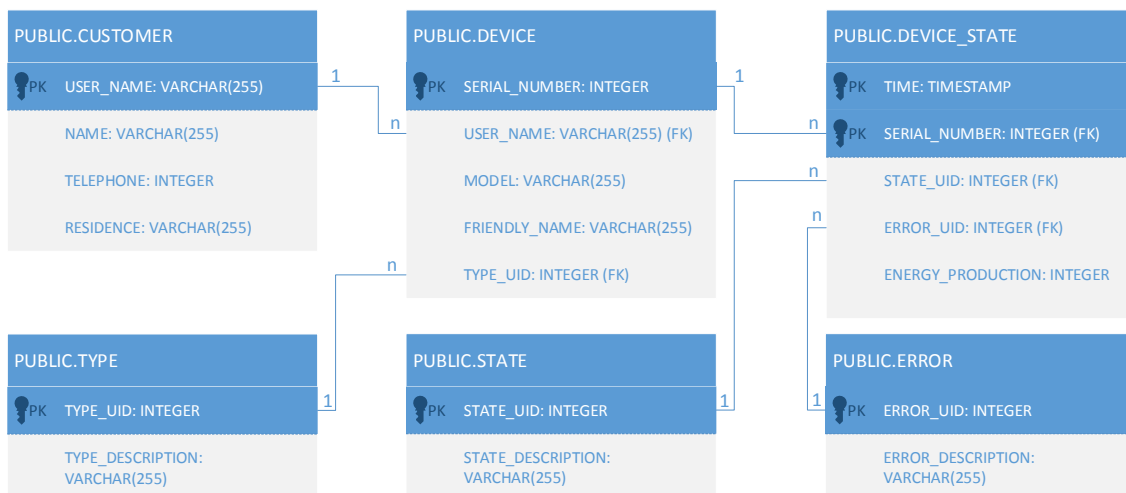 PUBLIC.CUSTOMER
PK USER_NAME: VARCHAR(255)
NAME: VARCHAR(255)
TELEPHONE: INTEGER
RESIDENCE: VARCHAR(255)
1
n
PUBLIC.DEVICE
PK SERIAL_NUMBER: INTEGER
USER_NAME: VARCHAR(255) (FK)
MODEL: VARCHAR(255)
FRIENDLY_NAME: VARCHAR(255)
TYPE_UID: INTEGER (FK)
n
1
n
n
n
PUBLIC.DEVICE_STATE
PK TIME: TIMESTAMP
PK SERIAL_NUMBER: INTEGER (FK)
STATE_UID: INTEGER (FK)
ERROR_UID: INTEGER (FK)
ENERGY_PRODUCTION: INTEGER
PUBLIC.TYPE
PK TYPE_UID: INTEGER
TYPE_DESCRIPTION:
VARCHAR(255)
1
PUBLIC.STATE
PK STATE_UID: INTEGER
STATE_DESCRIPTION:
VARCHAR(255)
1
1
PUBLIC.ERROR
PK ERROR_UID: INTEGER
ERROR_DESCRIPTION:
VARCHAR(255)